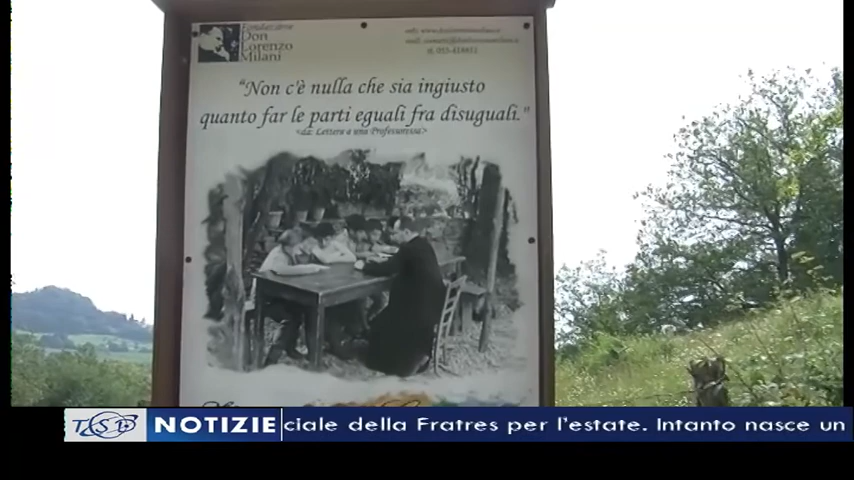 Fondazione
Don
Lorenzo
Milani
"Non c'è nulla che sia ingiusto
quanto far le parti eguali fra disuguali."
<da: Lettera a una Professoressa>
NOTIZIE
ciale della Fratres per l'estate. Intanto nasce un